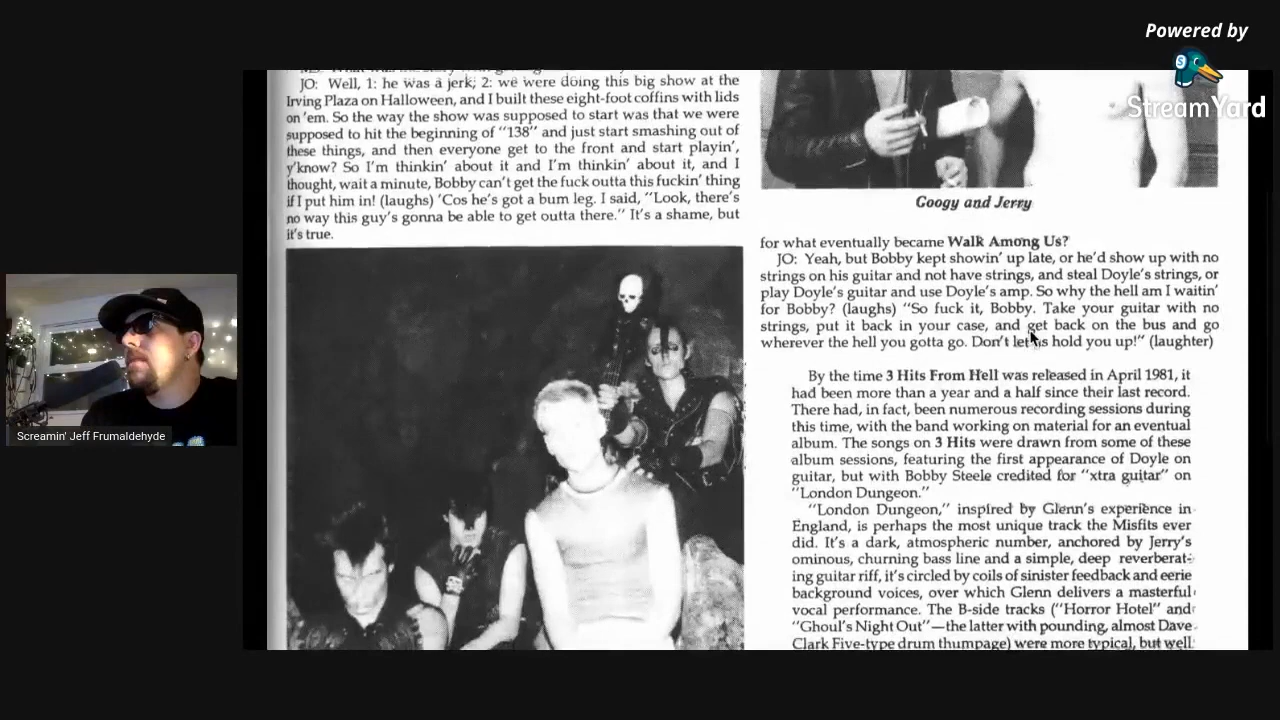 Powered by
StreamYard
JO: Well, 1: he was a jerk; 2: we were doing this big show at the
Irving Plaza on Halloween, and I built these eight-foot coffins with lids
on 'em. So the way the show was supposed to start was that we were
supposed to hit the beginning of "138" and just start smashing out of
these things, and then everyone get to the front and start playin',
y'know? So I'm thinkin' about it and I'm thinkin' about it, and I
thought, wait a minute, Bobby can't get the fuck outta this fuckin' thing
if I put him in! (laughs) 'Cos he's got a bum leg. I said, "Look, there's
no way this guy's gonna be able to get outta there." It's a shame, but
it's true.
Googy and Jerry
for what eventually became Walk Among Us?
JO: Yeah, but Bobby kept showin' up late, or he'd show up with no
strings on his guitar and not have strings, and steal Doyle's strings, or
play Doyle's guitar and use Doyle's amp. So why the hell am I waitin'
for Bobby? (laughs) "So fuck it, Bobby. Take your guitar with no
strings, put it back in your case, and get back on the bus and go
wherever the hell you gotta go. Don't let us hold you up!" (laughter)
By the time 3 Hits From Hell was released in April 1981, it
had been more than a year and a half since their last record.
There had, in fact, been numerous recording sessions during
this time, with the band working on material for an eventual
album. The songs on 3 Hits were drawn from some of these
album sessions, featuring the first appearance of Doyle on
guitar, but with Bobby Steele credited for "xtra guitar" on
"London Dungeon."
"London Dungeon," inspired by Glenn's experience in
England, is perhaps the most unique track the Misfits ever
did. It's a dark, atmospheric number, anchored by Jerry's
ominous, churning bass line and a simple, deep reverberat-
ing guitar riff, it's circled by coils of sinister feedback and eerie
background voices, over which Glenn delivers a masterful
vocal performance. The B-side tracks ("Horror Hotel" and
"Ghoul's Night Out"—the latter with pounding, almost Dave
Clark Five-type drum thumpage) were more typical, but well
Screamin' Jeff Frumaldehyde